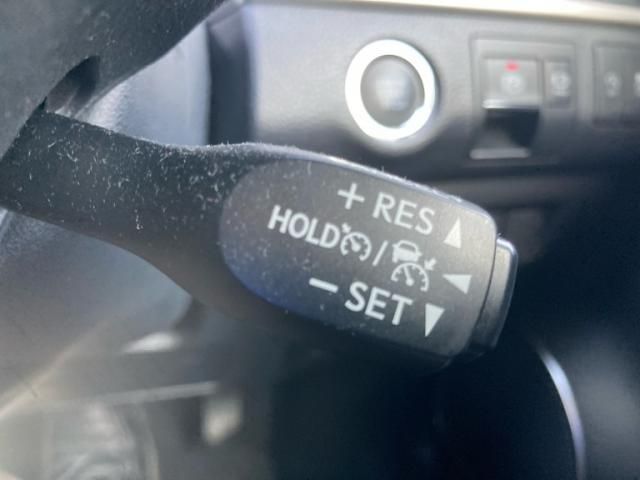 + RES
HOLD /
− SET